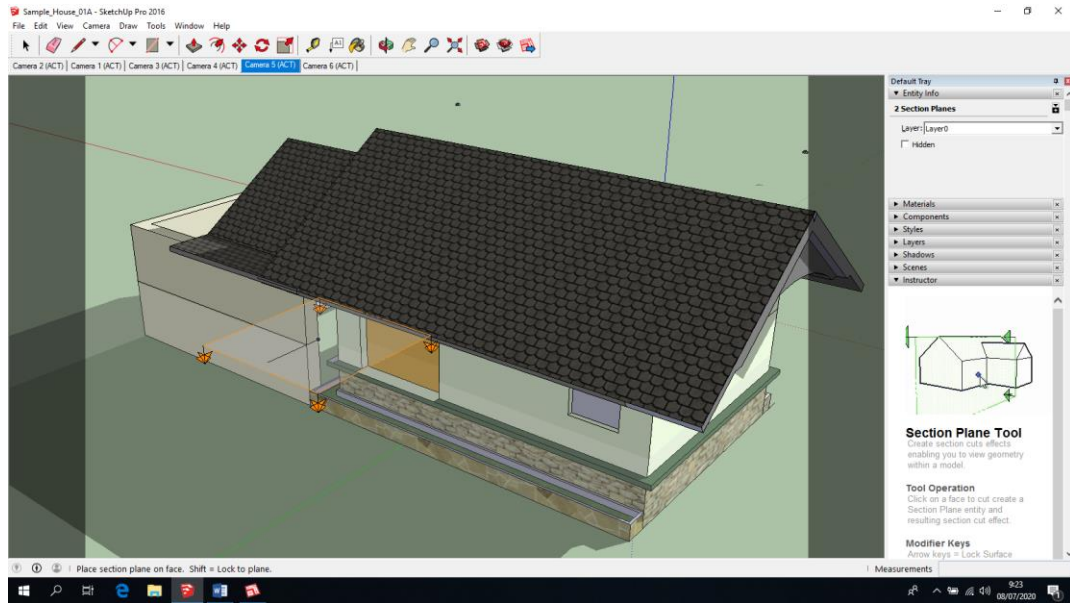 Sample_House_01A - SketchUp Pro 2016
File Edit View Camera Draw Tools Window Help
Camera 2 (ACT) Camera 1 (ACT) Camera 3 (ACT) Camera 4 (ACT) Camera 5 (ACT) Camera 6 (ACT)
Default Tray
Entity Info
2 Section Planes
Layer: Layer0
Hidden
Materials
Components
Styles
Layers
Shadows
Scenes
Instructor
Section Plane Tool
Create section cuts effects
enabling you to view geometry
within a model.
Tool Operation
Click on a face to cut create a
Section Plane entity and
resulting section cut effect.
Modifier Keys
Arrow keys = Lock Surface
Place section plane on face. Shift = Lock to plane.
Measurements
9:23
08/07/2020